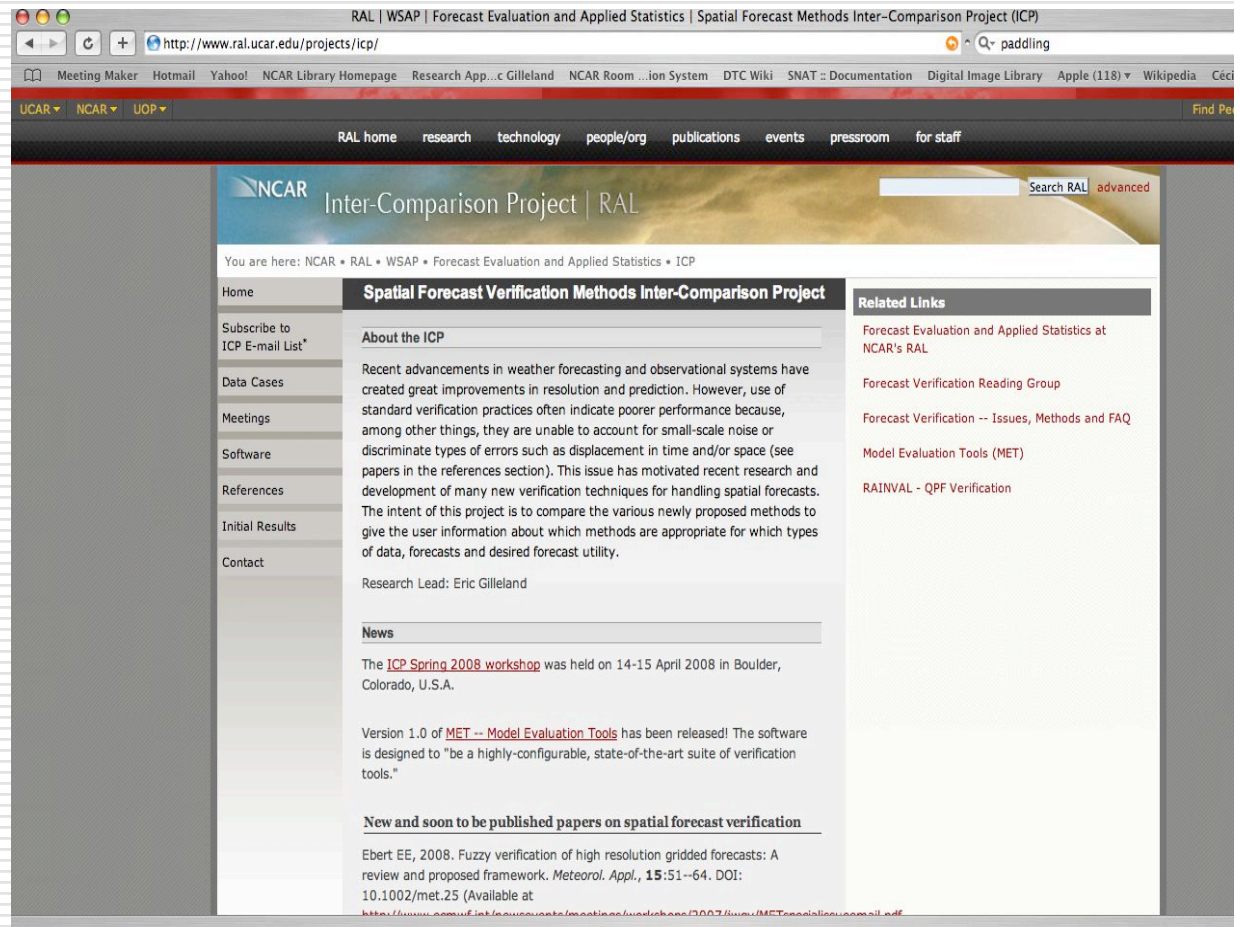 RAL | WSAP | Forecast Evaluation and Applied Statistics | Spatial Forecast Methods Inter-Comparison Project (ICP)
http://www.ral.ucar.edu/projects/icp/
paddling
Meeting Maker Hotmail Yahoo! NCAR Library Homepage Research App...c Gilleland NCAR Room ...ion System DTC Wiki SNAT :: Documentation Digital Image Library Apple (118) Wikipedia
UCAR NCAR UOP Find
RAL home research technology people/org publications events pressroom for staff
NCAR
Inter-Comparison Project | RAL
Search RAL advanced
You are here: NCAR • RAL • WSAP • Forecast Evaluation and Applied Statistics • ICP
Home
Subscribe to
ICP E-mail List*
Data Cases
Meetings
Software
References
Initial Results
Contact
Spatial Forecast Verification Methods Inter-Comparison Project
About the ICP
Recent advancements in weather forecasting and observational systems have
created great improvements in resolution and prediction. However, use of
standard verification practices often indicate poorer performance because,
among other things, they are unable to account for small-scale noise or
discriminate types of errors such as displacement in time and/or space (see
papers in the references section). This issue has motivated recent research and
development of many new verification techniques for handling spatial forecasts.
The intent of this project is to compare the various newly proposed methods to
give the user information about which methods are appropriate for which types
of data, forecasts and desired forecast utility.
Research Lead: Eric Gilleland
News
The ICP Spring 2008 workshop was held on 14-15 April 2008 in Boulder,
Colorado, U.S.A.
Version 1.0 of MET -- Model Evaluation Tools has been released! The software
is designed to "be a highly-configurable, state-of-the-art suite of verification
tools."
New and soon to be published papers on spatial forecast verification
Ebert EE, 2008. Fuzzy verification of high resolution gridded forecasts: A
review and proposed framework. Meteorol. Appl., 15:51--64. DOI:
10.1002/met.25 (Available at
Related Links
Forecast Evaluation and Applied Statistics at
NCAR's RAL
Forecast Verification Reading Group
Forecast Verification -- Issues, Methods and FAQ
Model Evaluation Tools (MET)
RAINVAL - QPF Verification